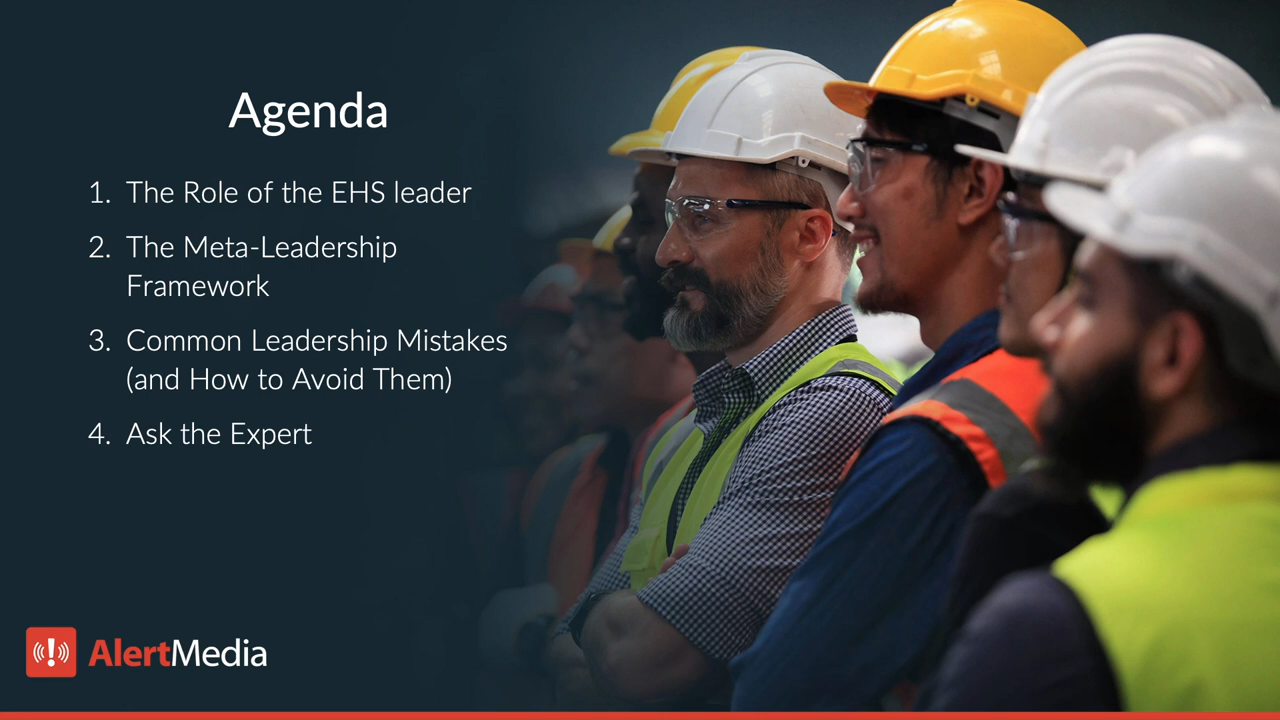 Agenda
1. The Role of the EHS leader
2. The Meta-Leadership
Framework
3. Common Leadership Mistakes
(and How to Avoid Them)
4. Ask the Expert
AlertMedia